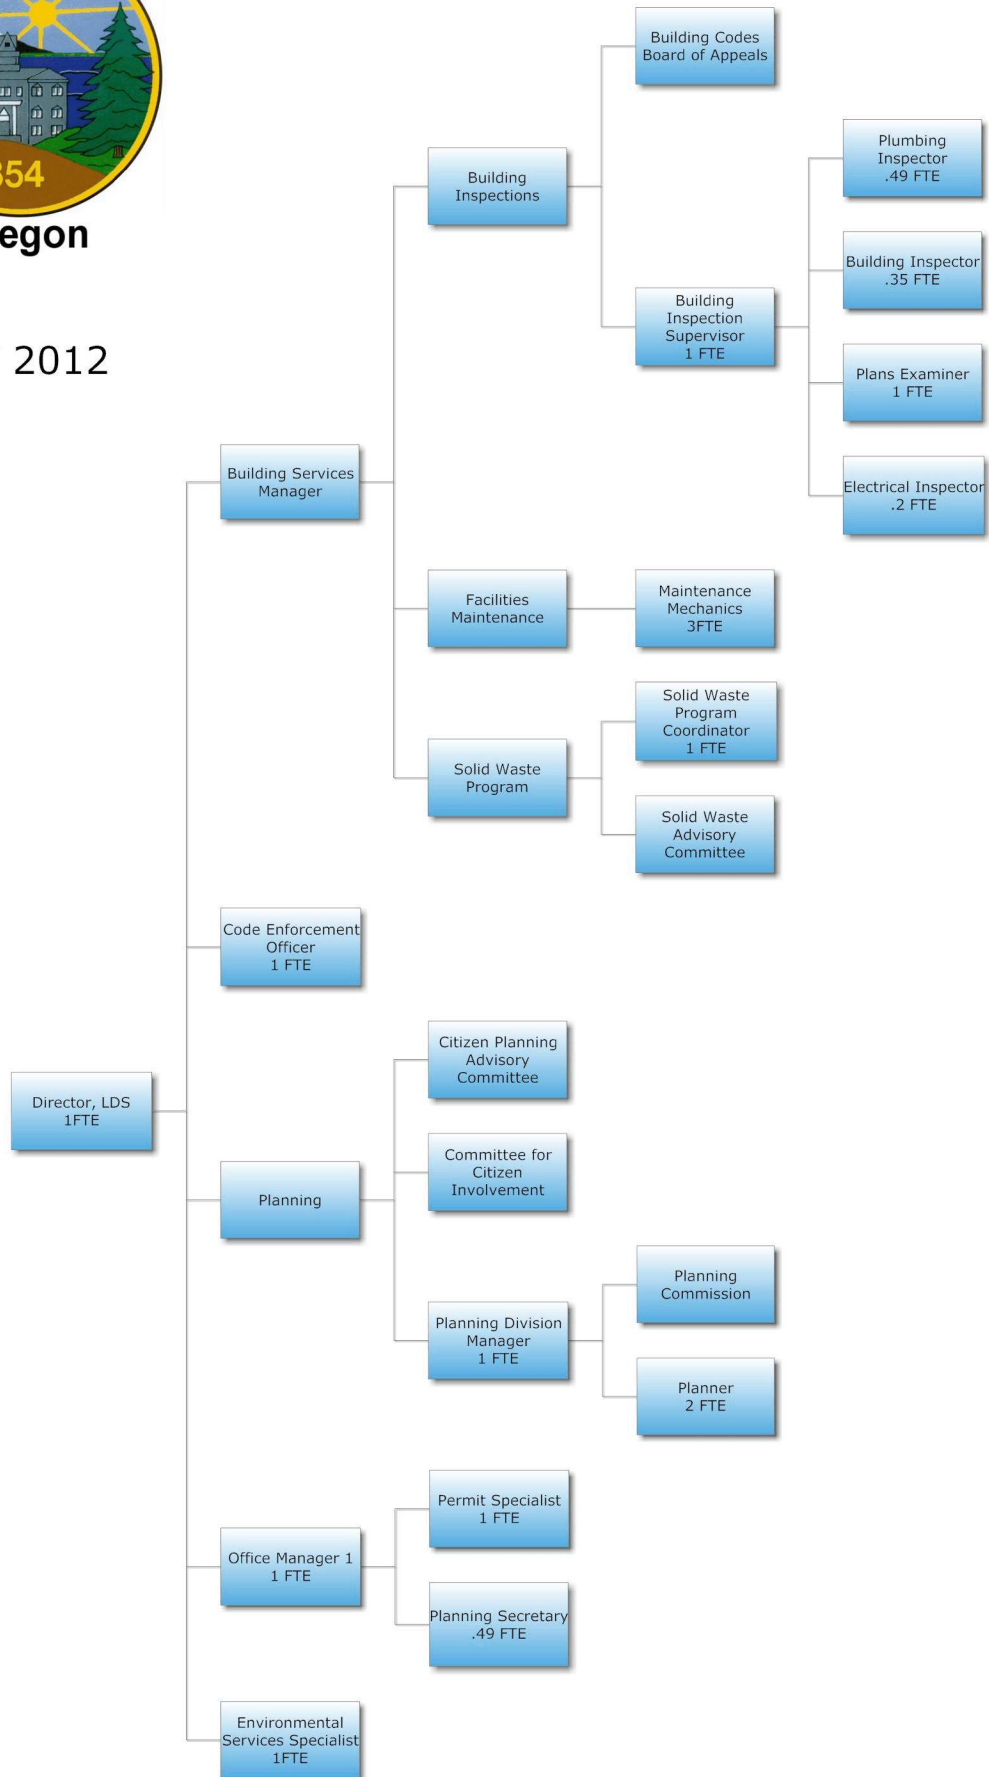 354
egon
2012
Building Codes
Board of Appeals
Plumbing
Inspector
.49 FTE
Building
Inspections
Building Inspector
.35 FTE
Building
Inspection
Supervisor
1 FTE
Plans Examiner
1 FTE
Building Services
Manager
Electrical Inspector
.2 FTE
Facilities
Maintenance
Maintenance
Mechanics
3FTE
Solid Waste
Program
Coordinator
1 FTE
Solid Waste
Program
Solid Waste
Advisory
Committee
Code Enforcement
Officer
1 FTE
Citizen Planning
Advisory
Committee
Director, LDS
1FTE
Committee for
Citizen
Involvement
Planning
Planning
Commission
Planning Division
Manager
1 FTE
Planner
2 FTE
Permit Specialist
1 FTE
Office Manager 1
1 FTE
Planning Secretary
.49 FTE
Environmental
Services Specialist
1FTE